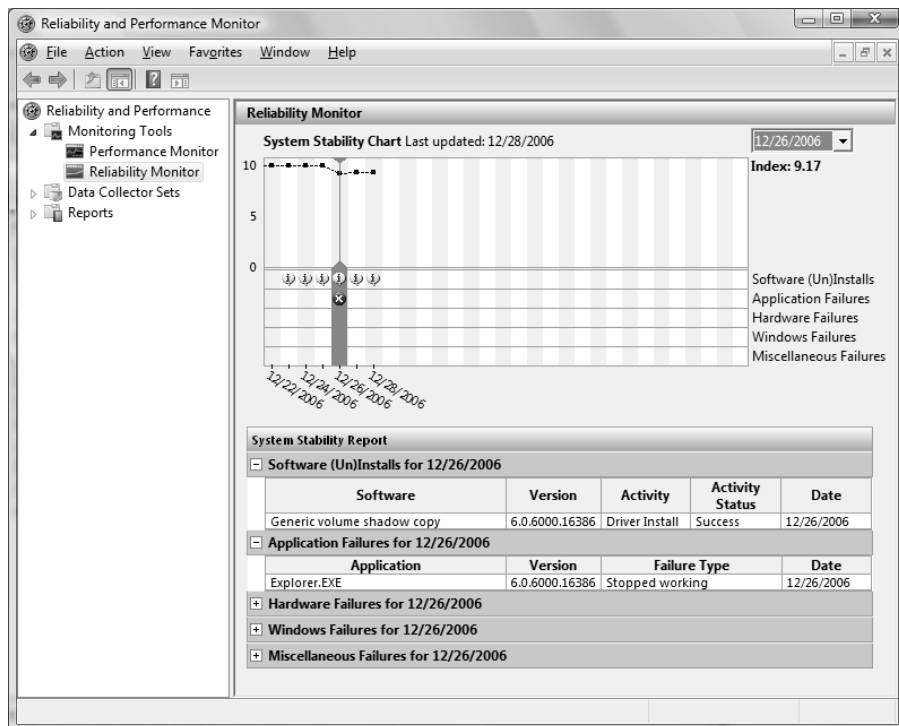 Reliability and Performance Monitor
File Action View Favorites Window Help
Reliability and Performance
Monitoring Tools
Performance Monitor
Reliability Monitor
Data Collector Sets
Reports
Reliability Monitor
System Stability Chart Last updated: 12/28/2006
12/26/2006
Index: 9.17
10
5
0
Software (Un)Installs
Application Failures
Hardware Failures
Windows Failures
Miscellaneous Failures
12/22/2006
12/24/2006
12/26/2006
12/28/2006
System Stability Report
Software (Un)Installs for 12/26/2006
Software Version Activity Activity Status Date
Generic volume shadow copy 6.0.6000.16386 Driver Install Success 12/26/2006
Application Failures for 12/26/2006
Application Version Failure Type Date
Explorer.EXE 6.0.6000.16386 Stopped working 12/26/2006
Hardware Failures for 12/26/2006
Windows Failures for 12/26/2006
Miscellaneous Failures for 12/26/2006